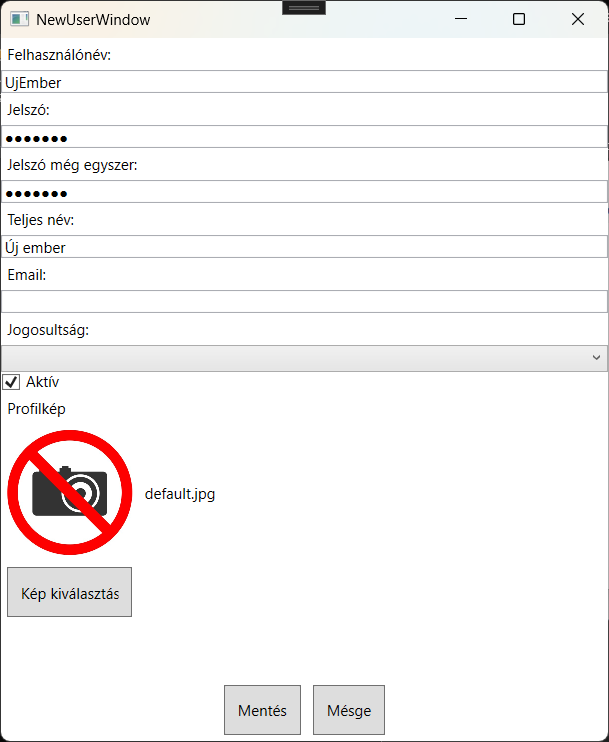 NewUserWindow
Felhasználónév:
UjEmber
Jelszó:
●●●●●●●
Jelszó még egyszer:
●●●●●●●
Teljes név:
Új ember
Email:
Jogosultság:
Aktív
Profilkép
default.jpg
Kép kiválasztás
Mentés Mésge